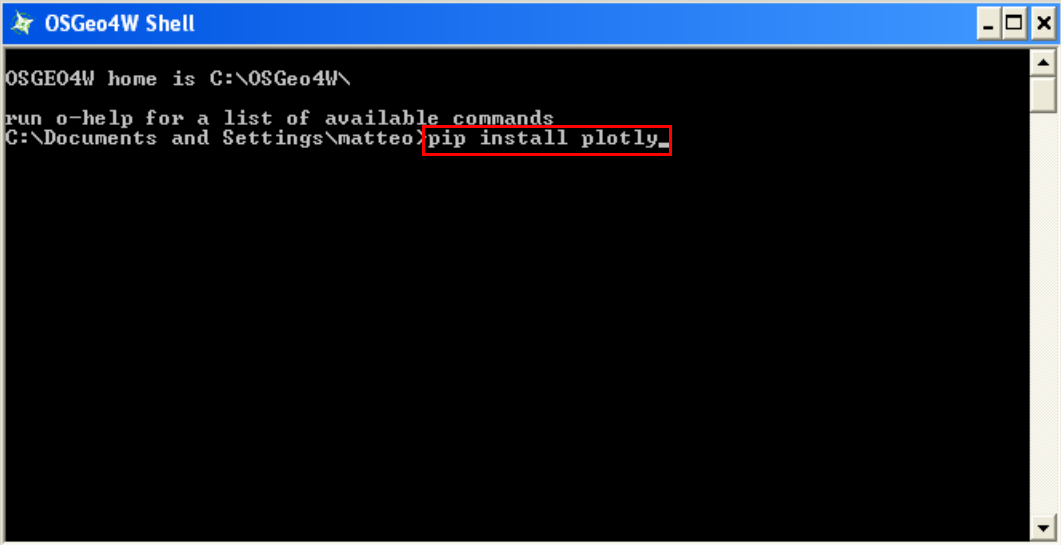 OSGeo4W Shell
OSGEO4W home is C:\OSGeo4W\
run o-help for a list of available commands
C:\Documents and Settings\matteo>pip install plotly_